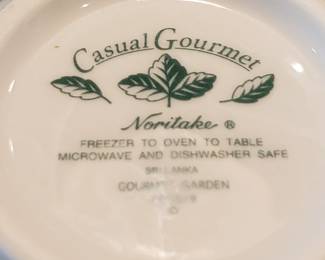 Casual Gourmet
Noritake ®
FREEZER TO OVEN TO TABLE
MICROWAVE AND DISHWASHER SAFE
SRI LANKA
GOURMET GARDEN